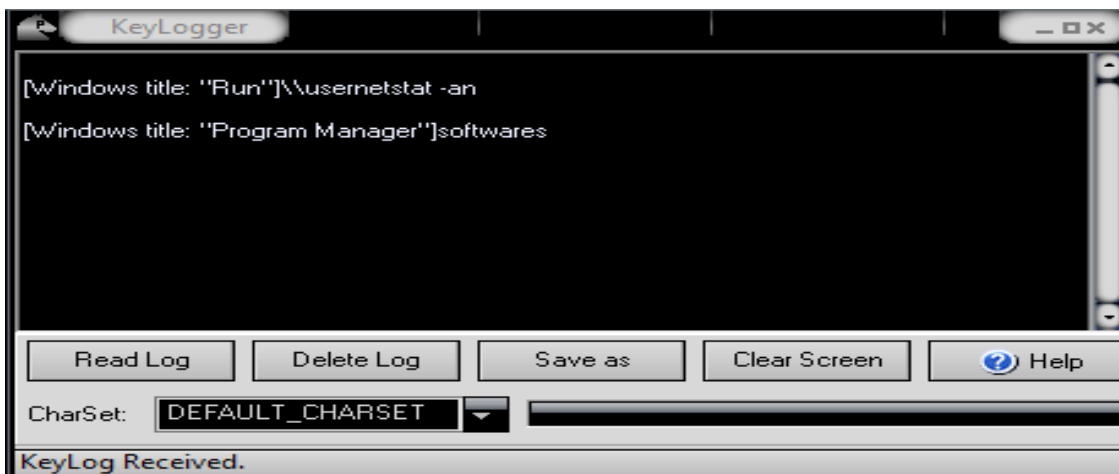 KeyLogger
[Windows title: "Run"]\\usernetstat -an
[Windows title: "Program Manager"]softwares
Read Log
Delete Log
Save as
Clear Screen
Help
CharSet: DEFAULT_CHARSET
KeyLog Received.